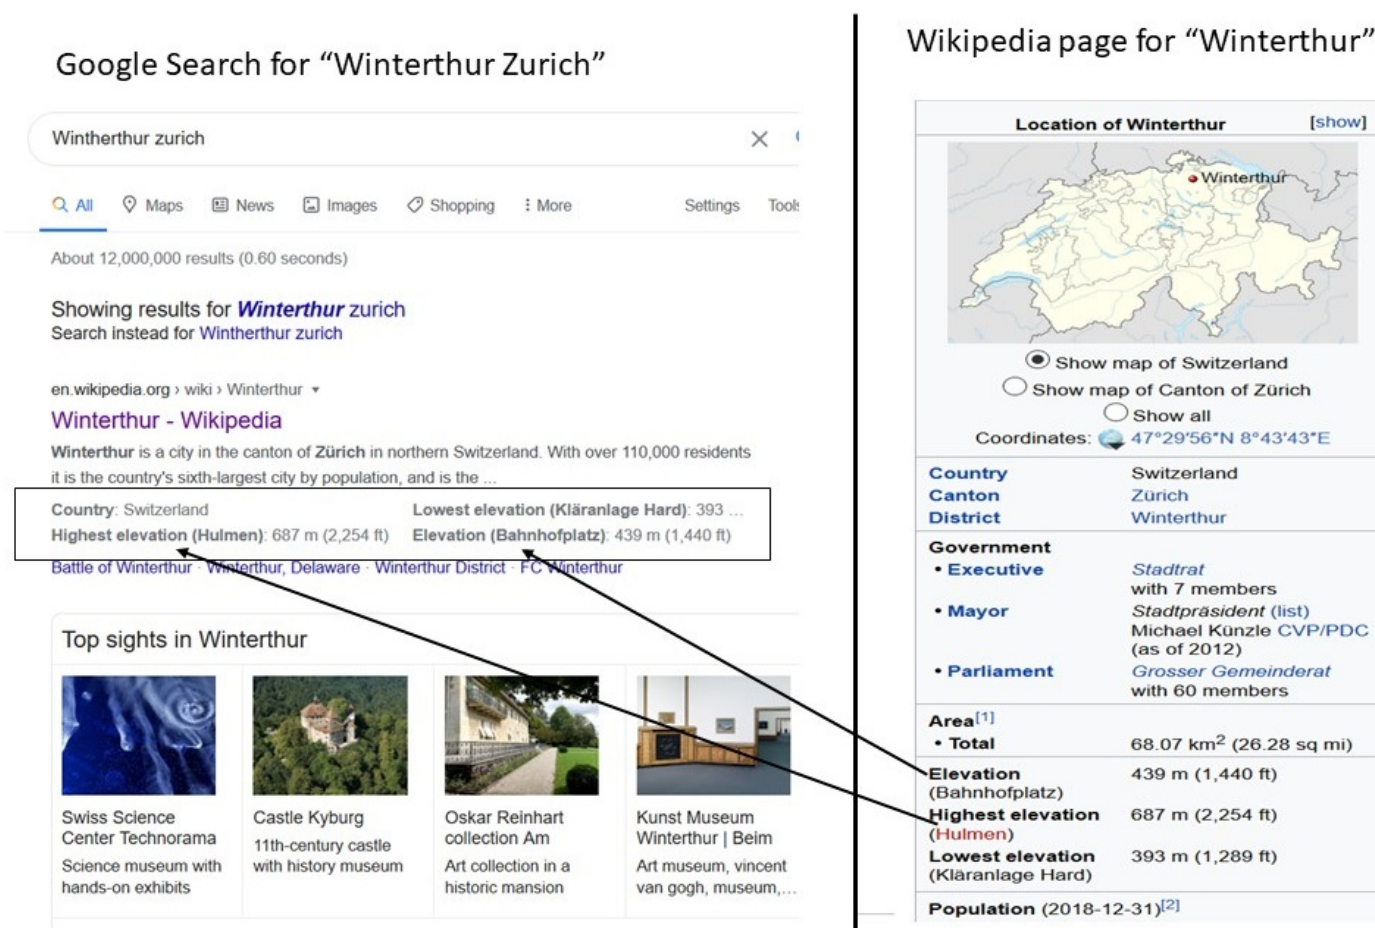 Google Search for “Winterthur Zurich”
Wintherthur zurich
All Maps News Images Shopping More Settings Tools
About 12,000,000 results (0.60 seconds)
Showing results for Winterthur zurich
Search instead for Wintherthur zurich
en.wikipedia.org › wiki › Winterthur
Winterthur - Wikipedia
Winterthur is a city in the canton of Zürich in northern Switzerland. With over 110,000 residents
it is the country's sixth-largest city by population, and is the ...
Country: Switzerland Lowest elevation (Kläranlage Hard): 393 ...
Highest elevation (Hulmen): 687 m (2,254 ft) Elevation (Bahnhofplatz): 439 m (1,440 ft)
Battle of Winterthur · Winterthur, Delaware · Winterthur District · FC Winterthur
Top sights in Winterthur
Swiss Science
Center Technorama
Science museum with
hands-on exhibits
Castle Kyburg
11th-century castle
with history museum
Oskar Reinhart
collection Am
Art collection in a
historic mansion
Kunst Museum
Winterthur | Beim
Art museum, vincent
van gogh, museum,...
Wikipedia page for “Winterthur”
Location of Winterthur [show]
Winterthur
Show map of Switzerland
Show map of Canton of Zürich
Show all
Coordinates: 47°29′56″N 8°43′43″E
Country Switzerland
Canton Zürich
District Winterthur
Government
• Executive Stadtrat
with 7 members
• Mayor Stadtpräsident (list)
Michael Künzle CVP/PDC
(as of 2012)
• Parliament Grosser Gemeinderat
with 60 members
Area[1]
• Total 68.07 km2 (26.28 sq mi)
Elevation 439 m (1,440 ft)
(Bahnhofplatz)
Highest elevation 687 m (2,254 ft)
(Hulmen)
Lowest elevation 393 m (1,289 ft)
(Kläranlage Hard)
Population (2018-12-31)[2]